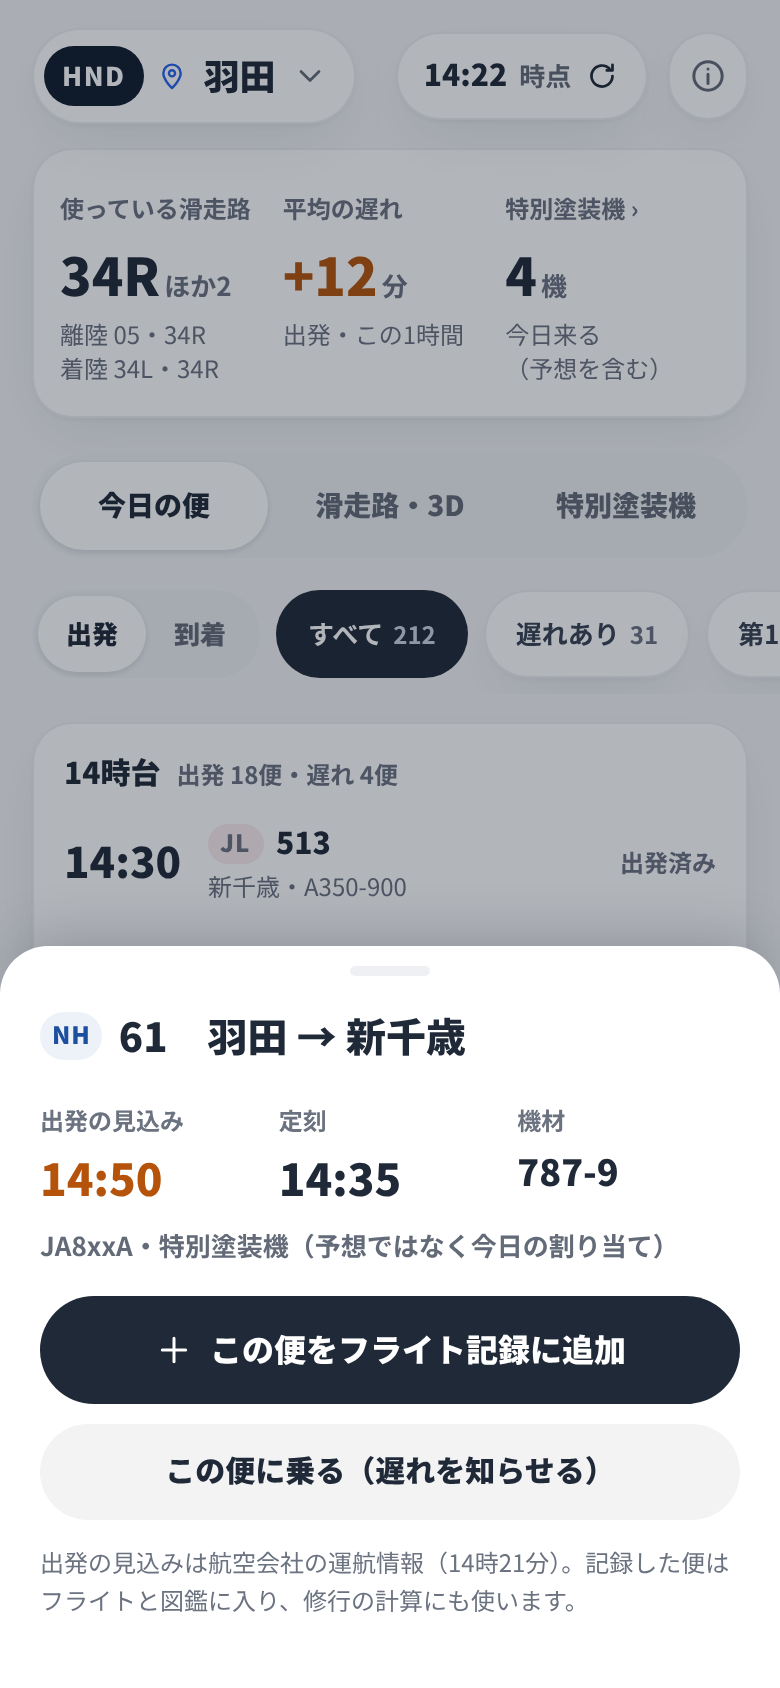 HND 羽田 14:22 時点
使っている滑走路 平均の遅れ 特別塗装機 ›
34R ほか2 +12 分 4 機
離陸 05・34R 出発・この1時間 今日来る
着陸 34L・34R （予想を含む）
今日の便 滑走路・3D 特別塗装機
出発 到着 すべて 212 遅れあり 31 第1
14時台 出発 18便・遅れ 4便
14:30 JL 513 出発済み
新千歳・A350-900
NH 61 羽田 → 新千歳
出発の見込み 定刻 機材
14:50 14:35 787-9
JA8xxA・特別塗装機（予想ではなく今日の割り当て）
＋ この便をフライト記録に追加
この便に乗る（遅れを知らせる）
出発の見込みは航空会社の運航情報（14時21分）。記録した便は
フライトと図鑑に入り、修行の計算にも使います。